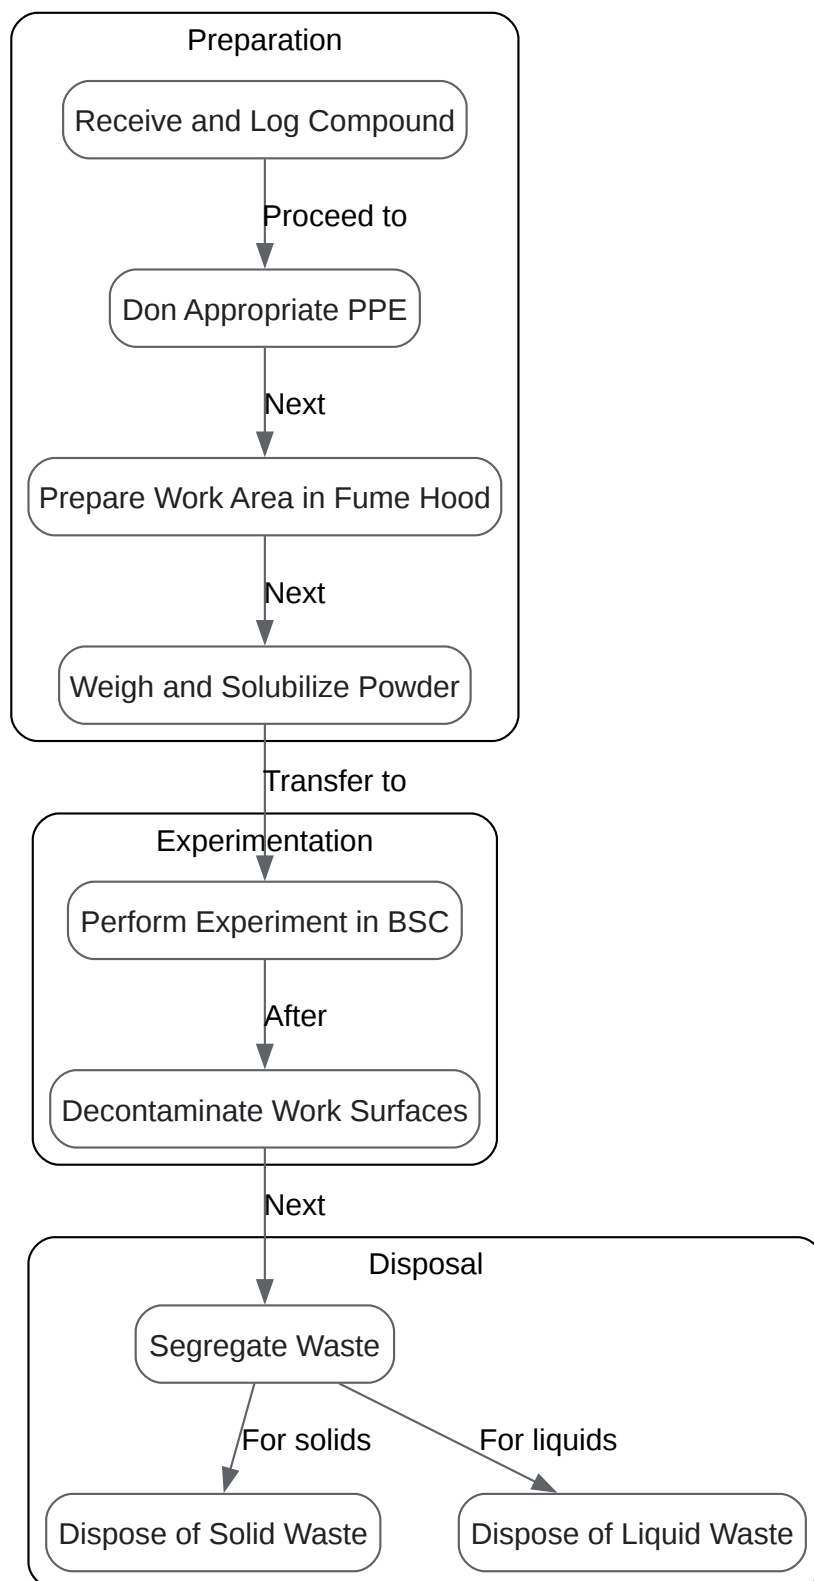 Preparation
Receive and Log Compound
Proceed to
Don Appropriate PPE
Next
Prepare Work Area in Fume Hood
Next
Weigh and Solubilize Powder
Transfer to
Experimentation
Perform Experiment in BSC
After
Decontaminate Work Surfaces
Next
Disposal
Segregate Waste
For solids
For liquids
Dispose of Solid Waste
Dispose of Liquid Waste